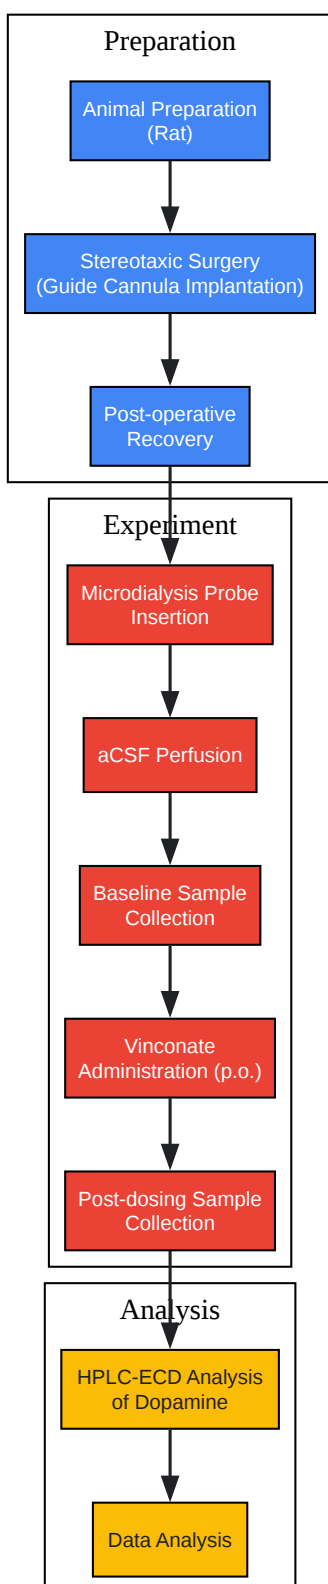 Preparation
Animal Preparation
(Rat)
Stereotaxic Surgery
(Guide Cannula Implantation)
Post-operative
Recovery
Experiment
Microdialysis Probe
Insertion
aCSF Perfusion
Baseline Sample
Collection
Vinconate
Administration (p.o.)
Post-dosing Sample
Collection
Analysis
HPLC-ECD Analysis
of Dopamine
Data Analysis